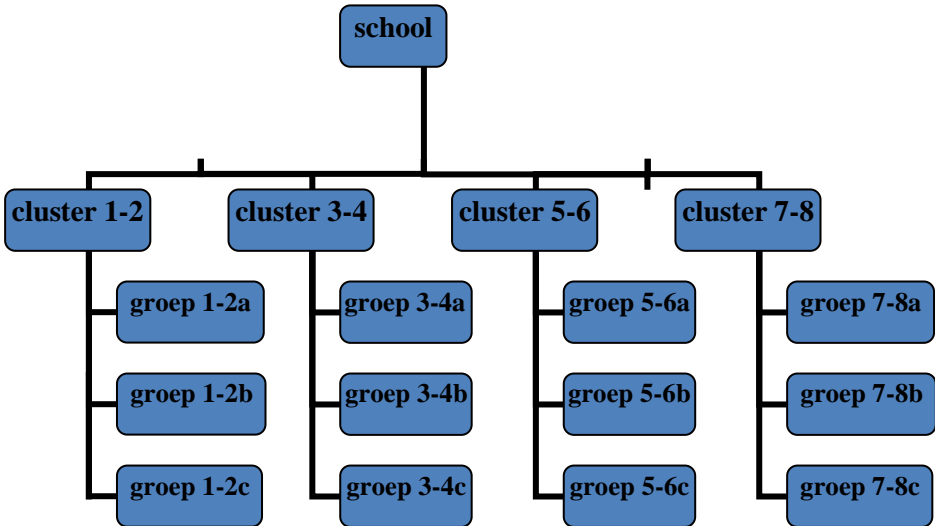 school
cluster 1-2
cluster 3-4
cluster 5-6
cluster 7-8
groep 1-2a
groep 3-4a
groep 5-6a
groep 7-8a
groep 1-2b
groep 3-4b
groep 5-6b
groep 7-8b
groep 1-2c
groep 3-4c
groep 5-6c
groep 7-8c